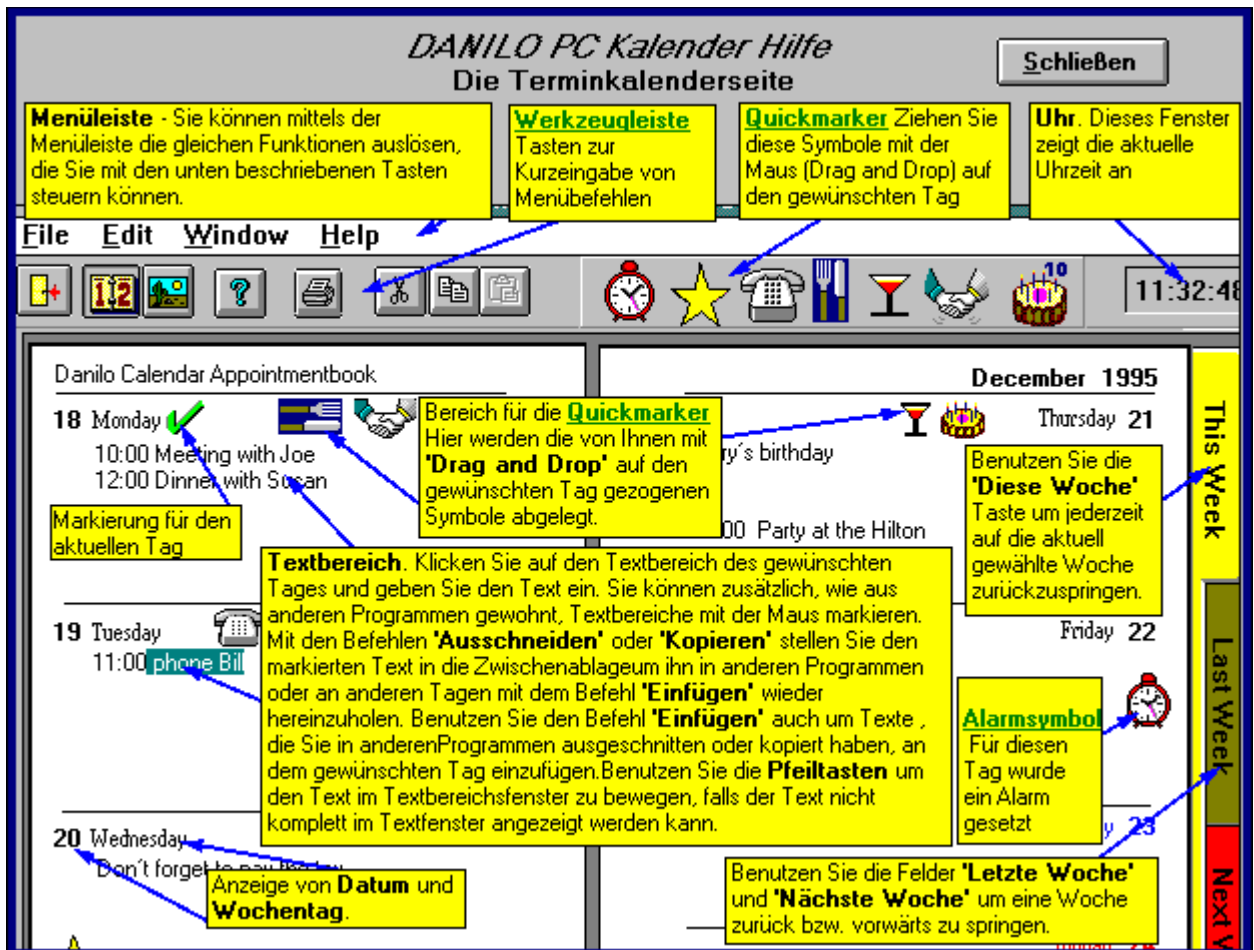 DANILO PC Kalender Hilfe
Die Terminkalenderseite
Schließen
Menüleiste - Sie können mittels der
Menüleiste die gleichen Funktionen auslösen,
die Sie mit den unten beschriebenen Tasten
steuern können.
Werkzeugleiste
Tasten zur
Kurzeingabe von
Menübefehlen
Quickmarker Ziehen Sie
diese Symbole mit der
Maus (Drag and Drop) auf
den gewünschten Tag
Uhr. Dieses Fenster
zeigt die aktuelle
Uhrzeit an
File Edit Window Help
10
11:32:48
Danilo Calendar Appointmentbook
18 Monday
10:00 Meeting with Joe
12:00 Dinner with Susan
Markierung für den
aktuellen Tag
Bereich für die Quickmarker
Hier werden die von Ihnen mit
'Drag and Drop' auf den
gewünschten Tag gezogenen
Symbole abgelegt.
December 1995
Thursday 21
birthday
Party at the Hilton
Benutzen Sie die
'Diese Woche'
Taste um jederzeit
auf die aktuell
gewählte Woche
zurückzuspringen.
This Week
Textbereich. Klicken Sie auf den Textbereich des gewünschten
Tages und geben Sie den Text ein. Sie können zusätzlich, wie aus
anderen Programmen gewohnt, Textbereiche mit der Maus markieren.
Mit den Befehlen 'Ausschneiden' oder 'Kopieren' stellen Sie den
markierten Text in die Zwischenablageum ihn in anderen Programmen
oder an anderen Tagen mit dem Befehl 'Einfügen' wieder
hereinzuholen. Benutzen Sie den Befehl 'Einfügen' auch um Texte ,
die Sie in anderenProgrammen ausgeschnitten oder kopiert haben, an
dem gewünschten Tag einzufügen.Benutzen Sie die Pfeiltasten um
den Text im Textbereichsfenster zu bewegen, falls der Text nicht
komplett im Textfenster angezeigt werden kann.
19 Tuesday
11:00 phone Bill
Friday 22
Last Week
Alarmsymbol
Für diesen
Tag wurde
ein Alarm
gesetzt
20 Wednesday
Don´t forget to pay the
Anzeige von Datum und
Wochentag.
23
Benutzen Sie die Felder 'Letzte Woche'
und 'Nächste Woche' um eine Woche
zurück bzw. vorwärts zu springen.
Next